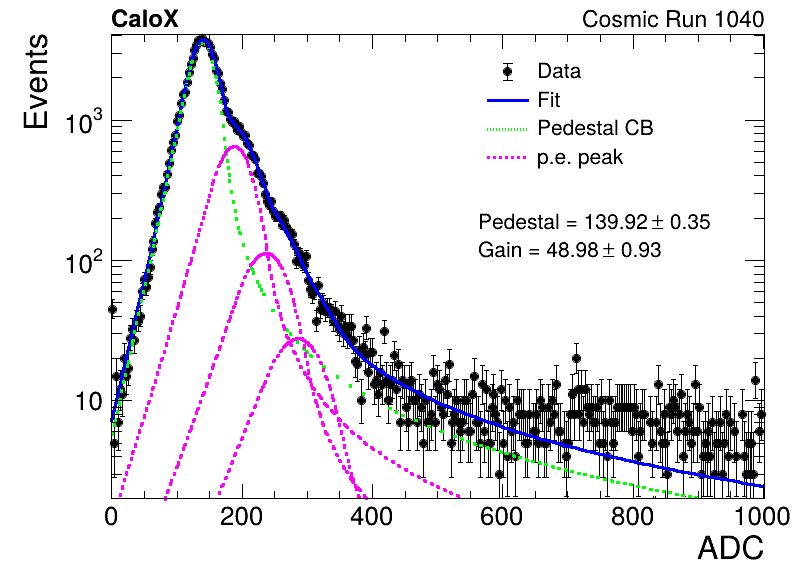 CaloX Cosmic Run 1040
Events
Data
Fit
Pedestal CB
p.e. peak
Pedestal = 139.92 ± 0.35
Gain = 48.98 ± 0.93
10³
10²
10
0 200 400 600 800 1000
ADC